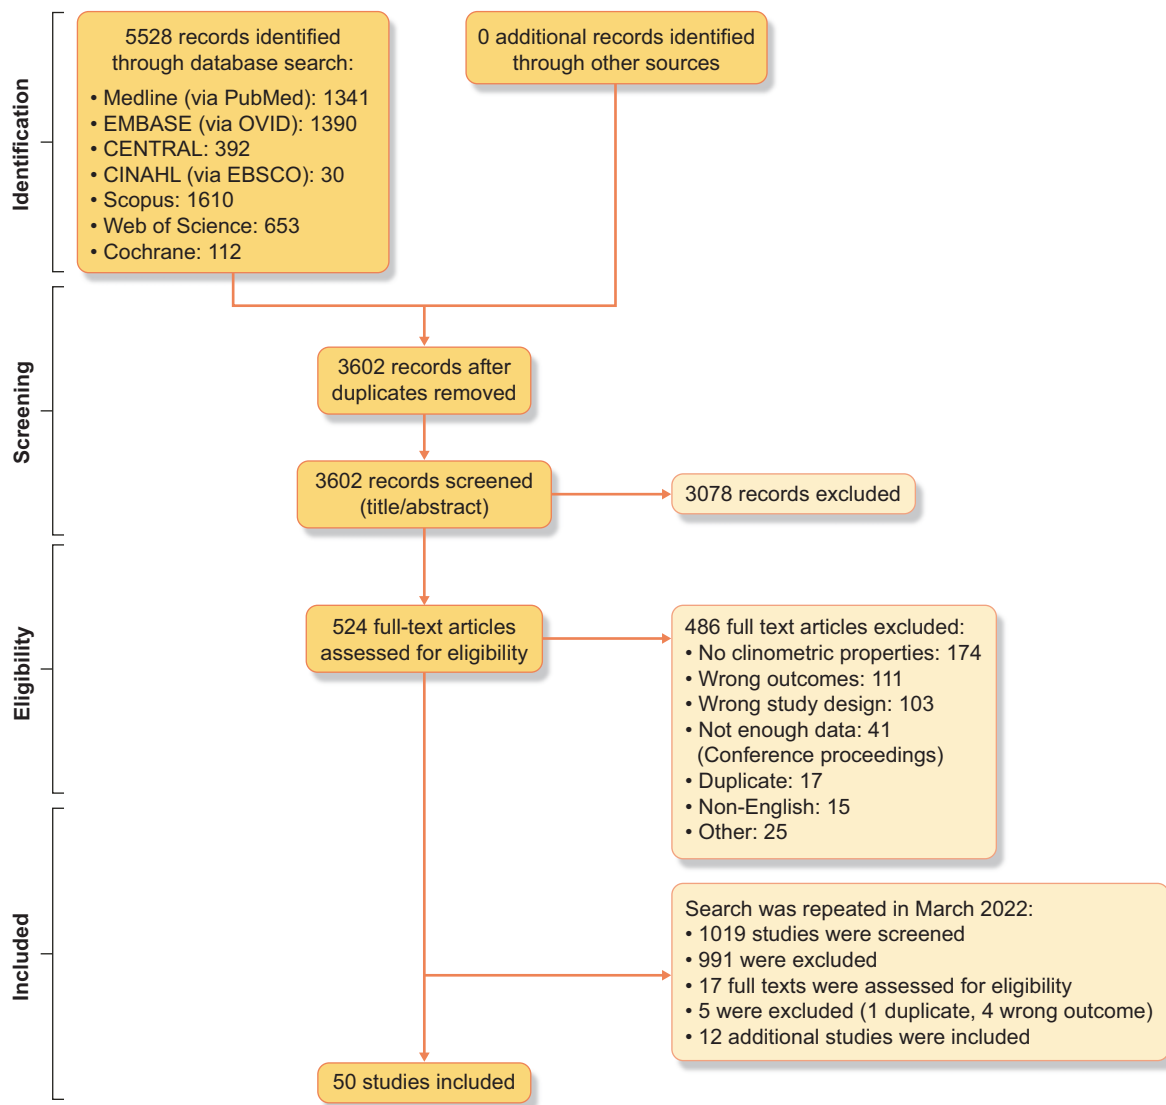 Identification
5528 records identified
through database search:
• Medline (via PubMed): 1341
• EMBASE (via OVID): 1390
• CENTRAL: 392
• CINAHL (via EBSCO): 30
• Scopus: 1610
• Web of Science: 653
• Cochrane: 112
0 additional records identified
through other sources
Screening
3602 records after
duplicates removed
3602 records screened
(title/abstract)
3078 records excluded
Eligibility
524 full-text articles
assessed for eligibility
486 full text articles excluded:
• No clinometric properties: 174
• Wrong outcomes: 111
• Wrong study design: 103
• Not enough data: 41
(Conference proceedings)
• Duplicate: 17
• Non-English: 15
• Other: 25
Included
Search was repeated in March 2022:
• 1019 studies were screened
• 991 were excluded
• 17 full texts were assessed for eligibility
• 5 were excluded (1 duplicate, 4 wrong outcome)
• 12 additional studies were included
50 studies included